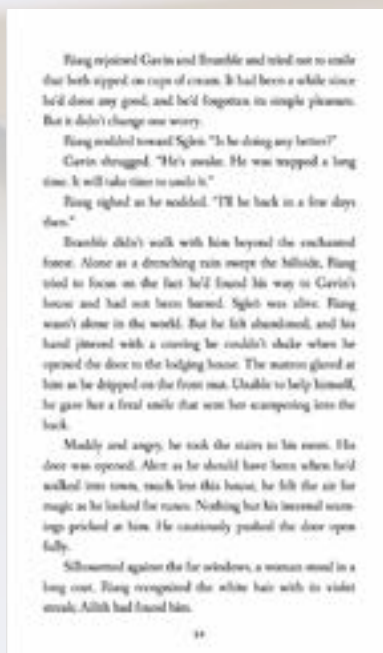 Riang rejoined Gavin and Bramble and tried not to smile
that both sipped on cups of cream. It had been a while since
he'd done any good, and he'd forgotten its simple pleasure.
But it didn't change one worry.
Riang nodded toward "Is he doing any better?"
Gavin shrugged. "He's awake. He was trapped a long
time. It will take time to undo it."
Riang sighed as he nodded. "I'll be back in a few days
then."
Bramble didn't walk with him beyond the enchanted
forest. Alone as a drenching rain swept the hillside, Riang
tried to focus on the fact he'd found his way to Gavin's
house and had not been burned. was alive. Riang
wasn't alone in the world. But he felt abandoned, and his
hand jittered with a craving he couldn't shake when he
opened the door to the lodging house. The matron glared at
him as he dripped on the front mat. Unable to help himself,
he gave her a feral smile that sent her scampering into the
back.
Muddy and angry, he took the stairs to his room. His
door was opened. Alert as he should have been when he'd
walked into town, much less this house, he felt the air for
magic as he looked for runes. Nothing but his internal warn-
ings pricked at him. He cautiously pushed the door open
fully.
Silhouetted against the far windows, a woman stood in a
long coat. Riang recognized the white hair with its violet
streak; had found him.